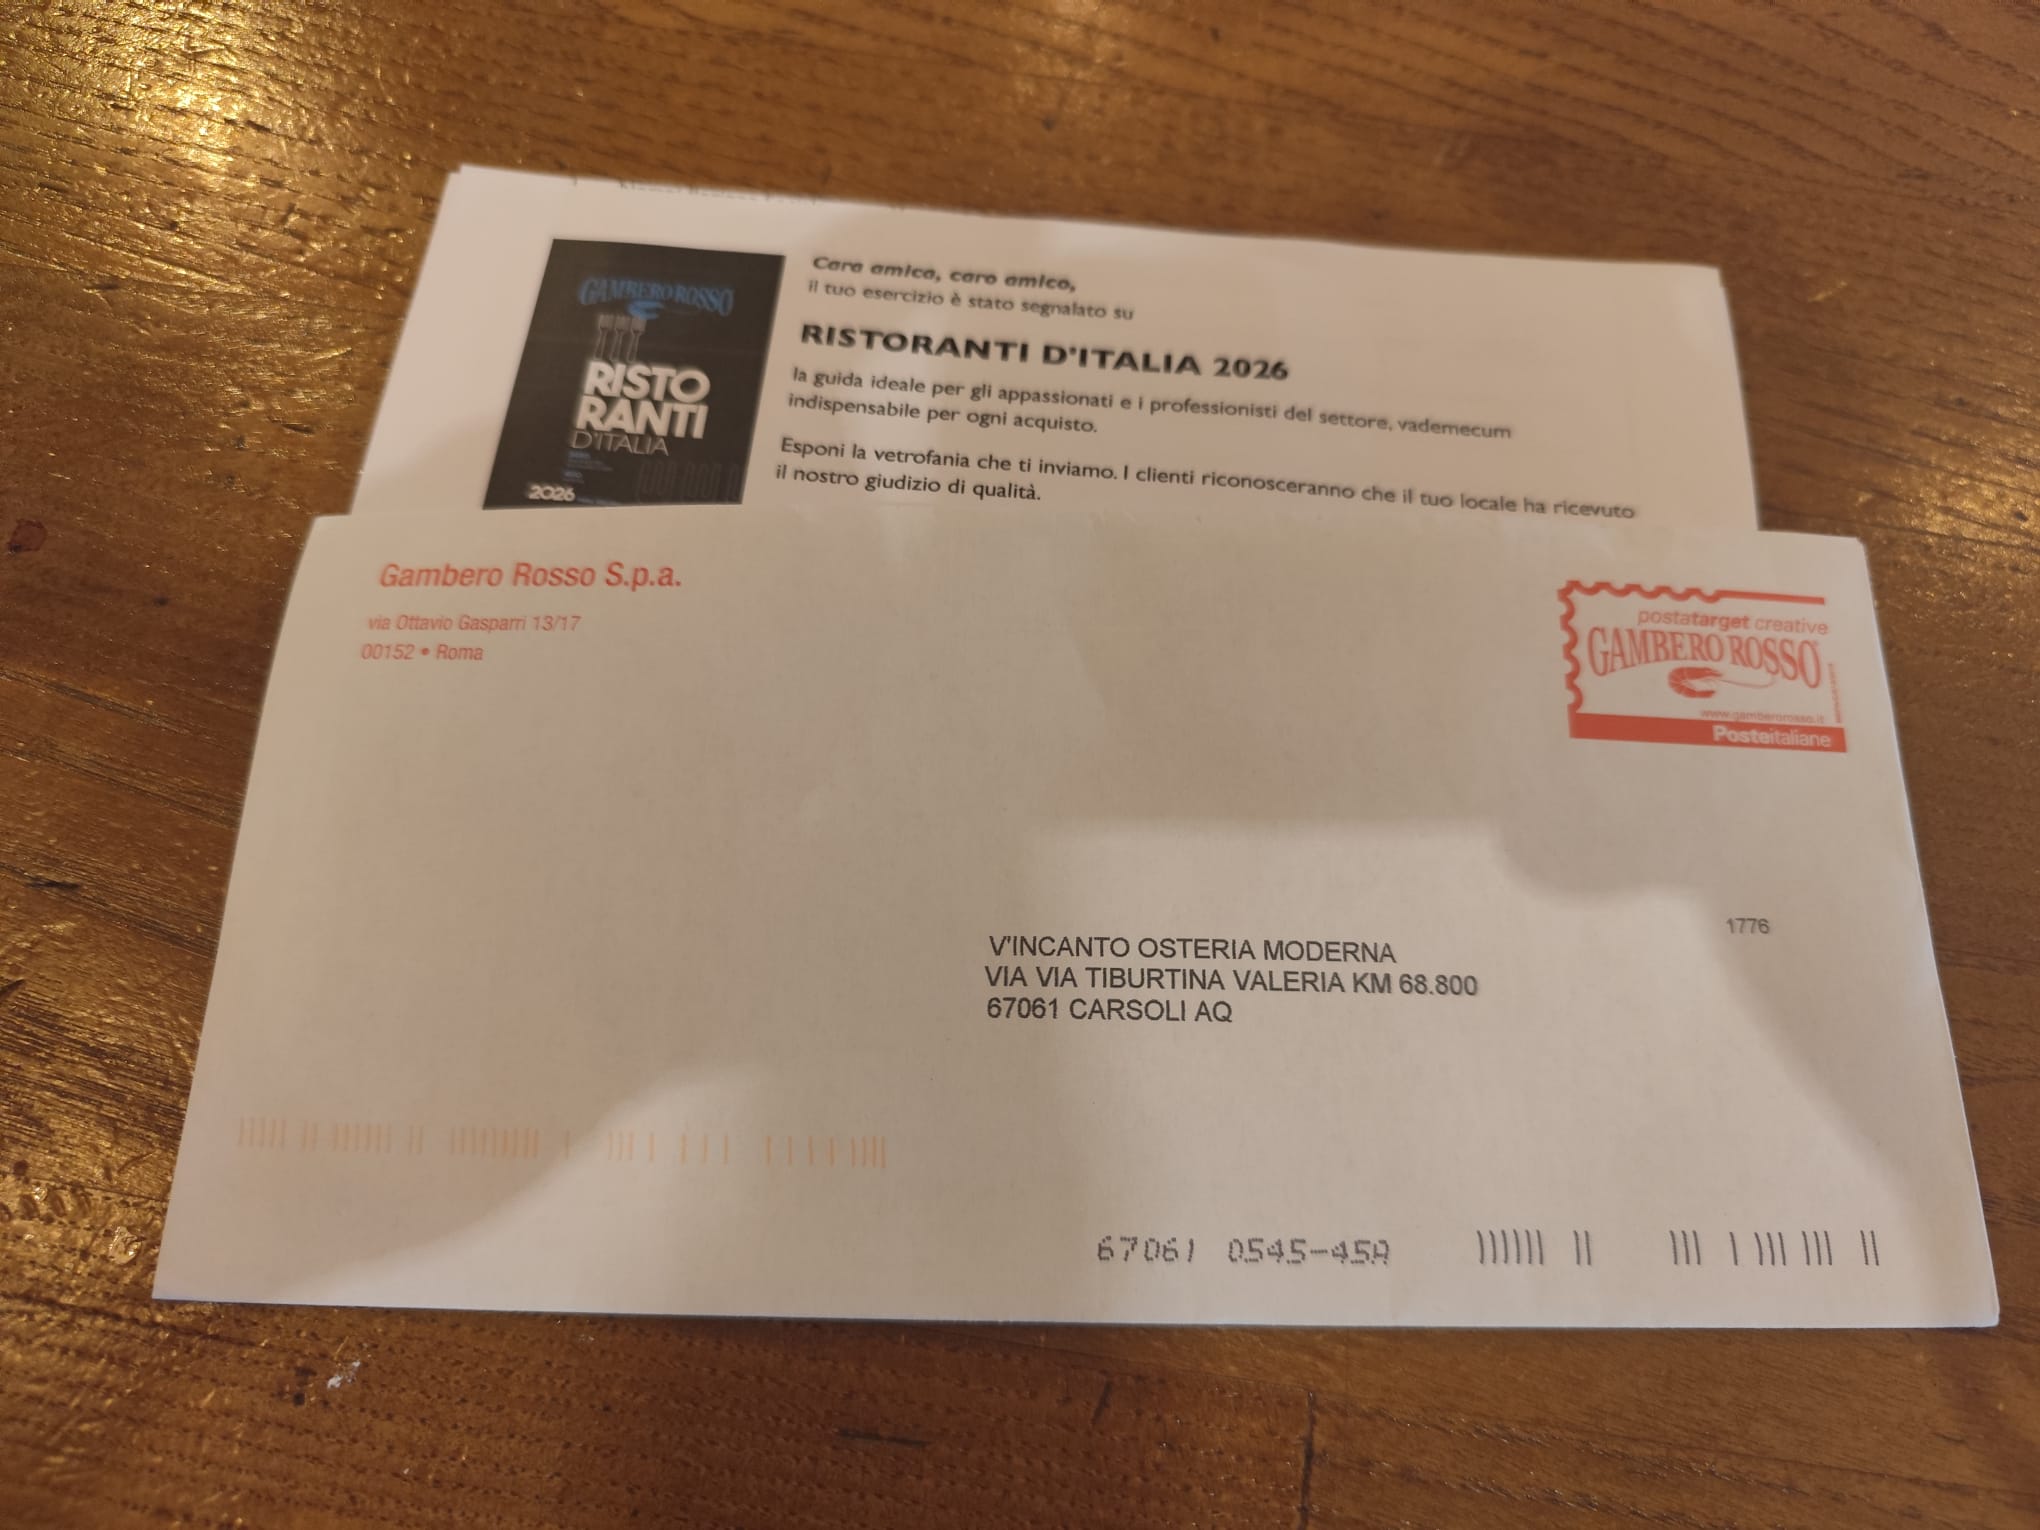 GAMBERO ROSSO
RISTO
RANTI
D'ITALIA
2026
Cara amica, caro amico,
il tuo esercizio è stato segnalato su
RISTORANTI D'ITALIA 2026
la guida ideale per gli appassionati e i professionisti del settore, vademecum
indispensabile per ogni acquisto.
Esponi la vetrofania che ti inviamo. I clienti riconosceranno che il tuo locale ha ricevuto
il nostro giudizio di qualità.
Gambero Rosso S.p.a.
via Ottavio Gasparri 13/17
00152 • Roma
postatarget creative
GAMBERO ROSSO
www.gamberorosso.it
Posteitaliane
1776
V'INCANTO OSTERIA MODERNA
VIA VIA TIBURTINA VALERIA KM 68.800
67061 CARSOLI AQ
67061 0545-45A